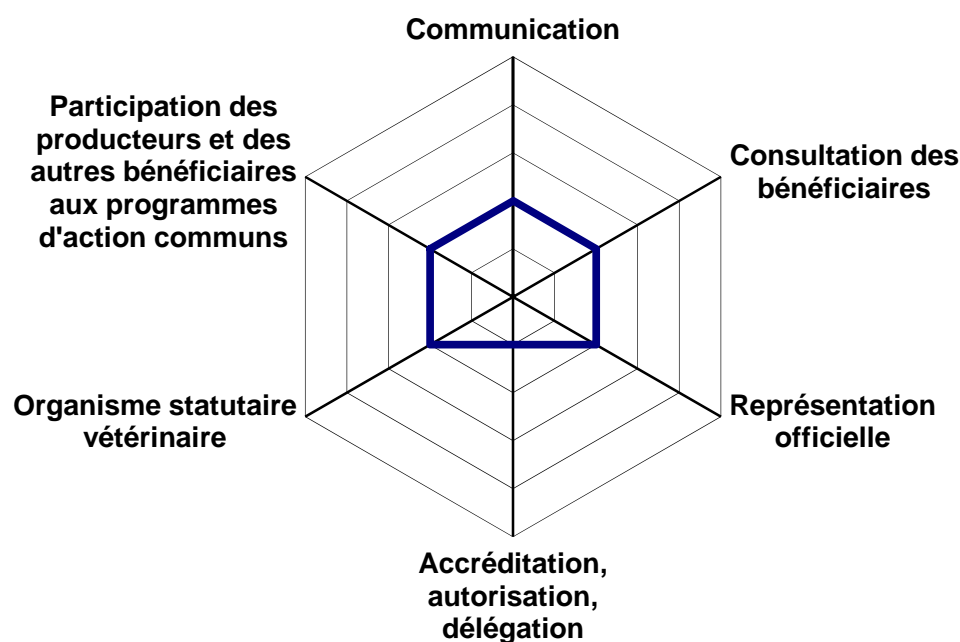 Communication
Participation des
producteurs et des
autres bénéficiaires
aux programmes
d'action communs
Consultation des
bénéficiaires
Organisme statutaire
vétérinaire
Représentation
officielle
Accréditation,
autorisation,
délégation